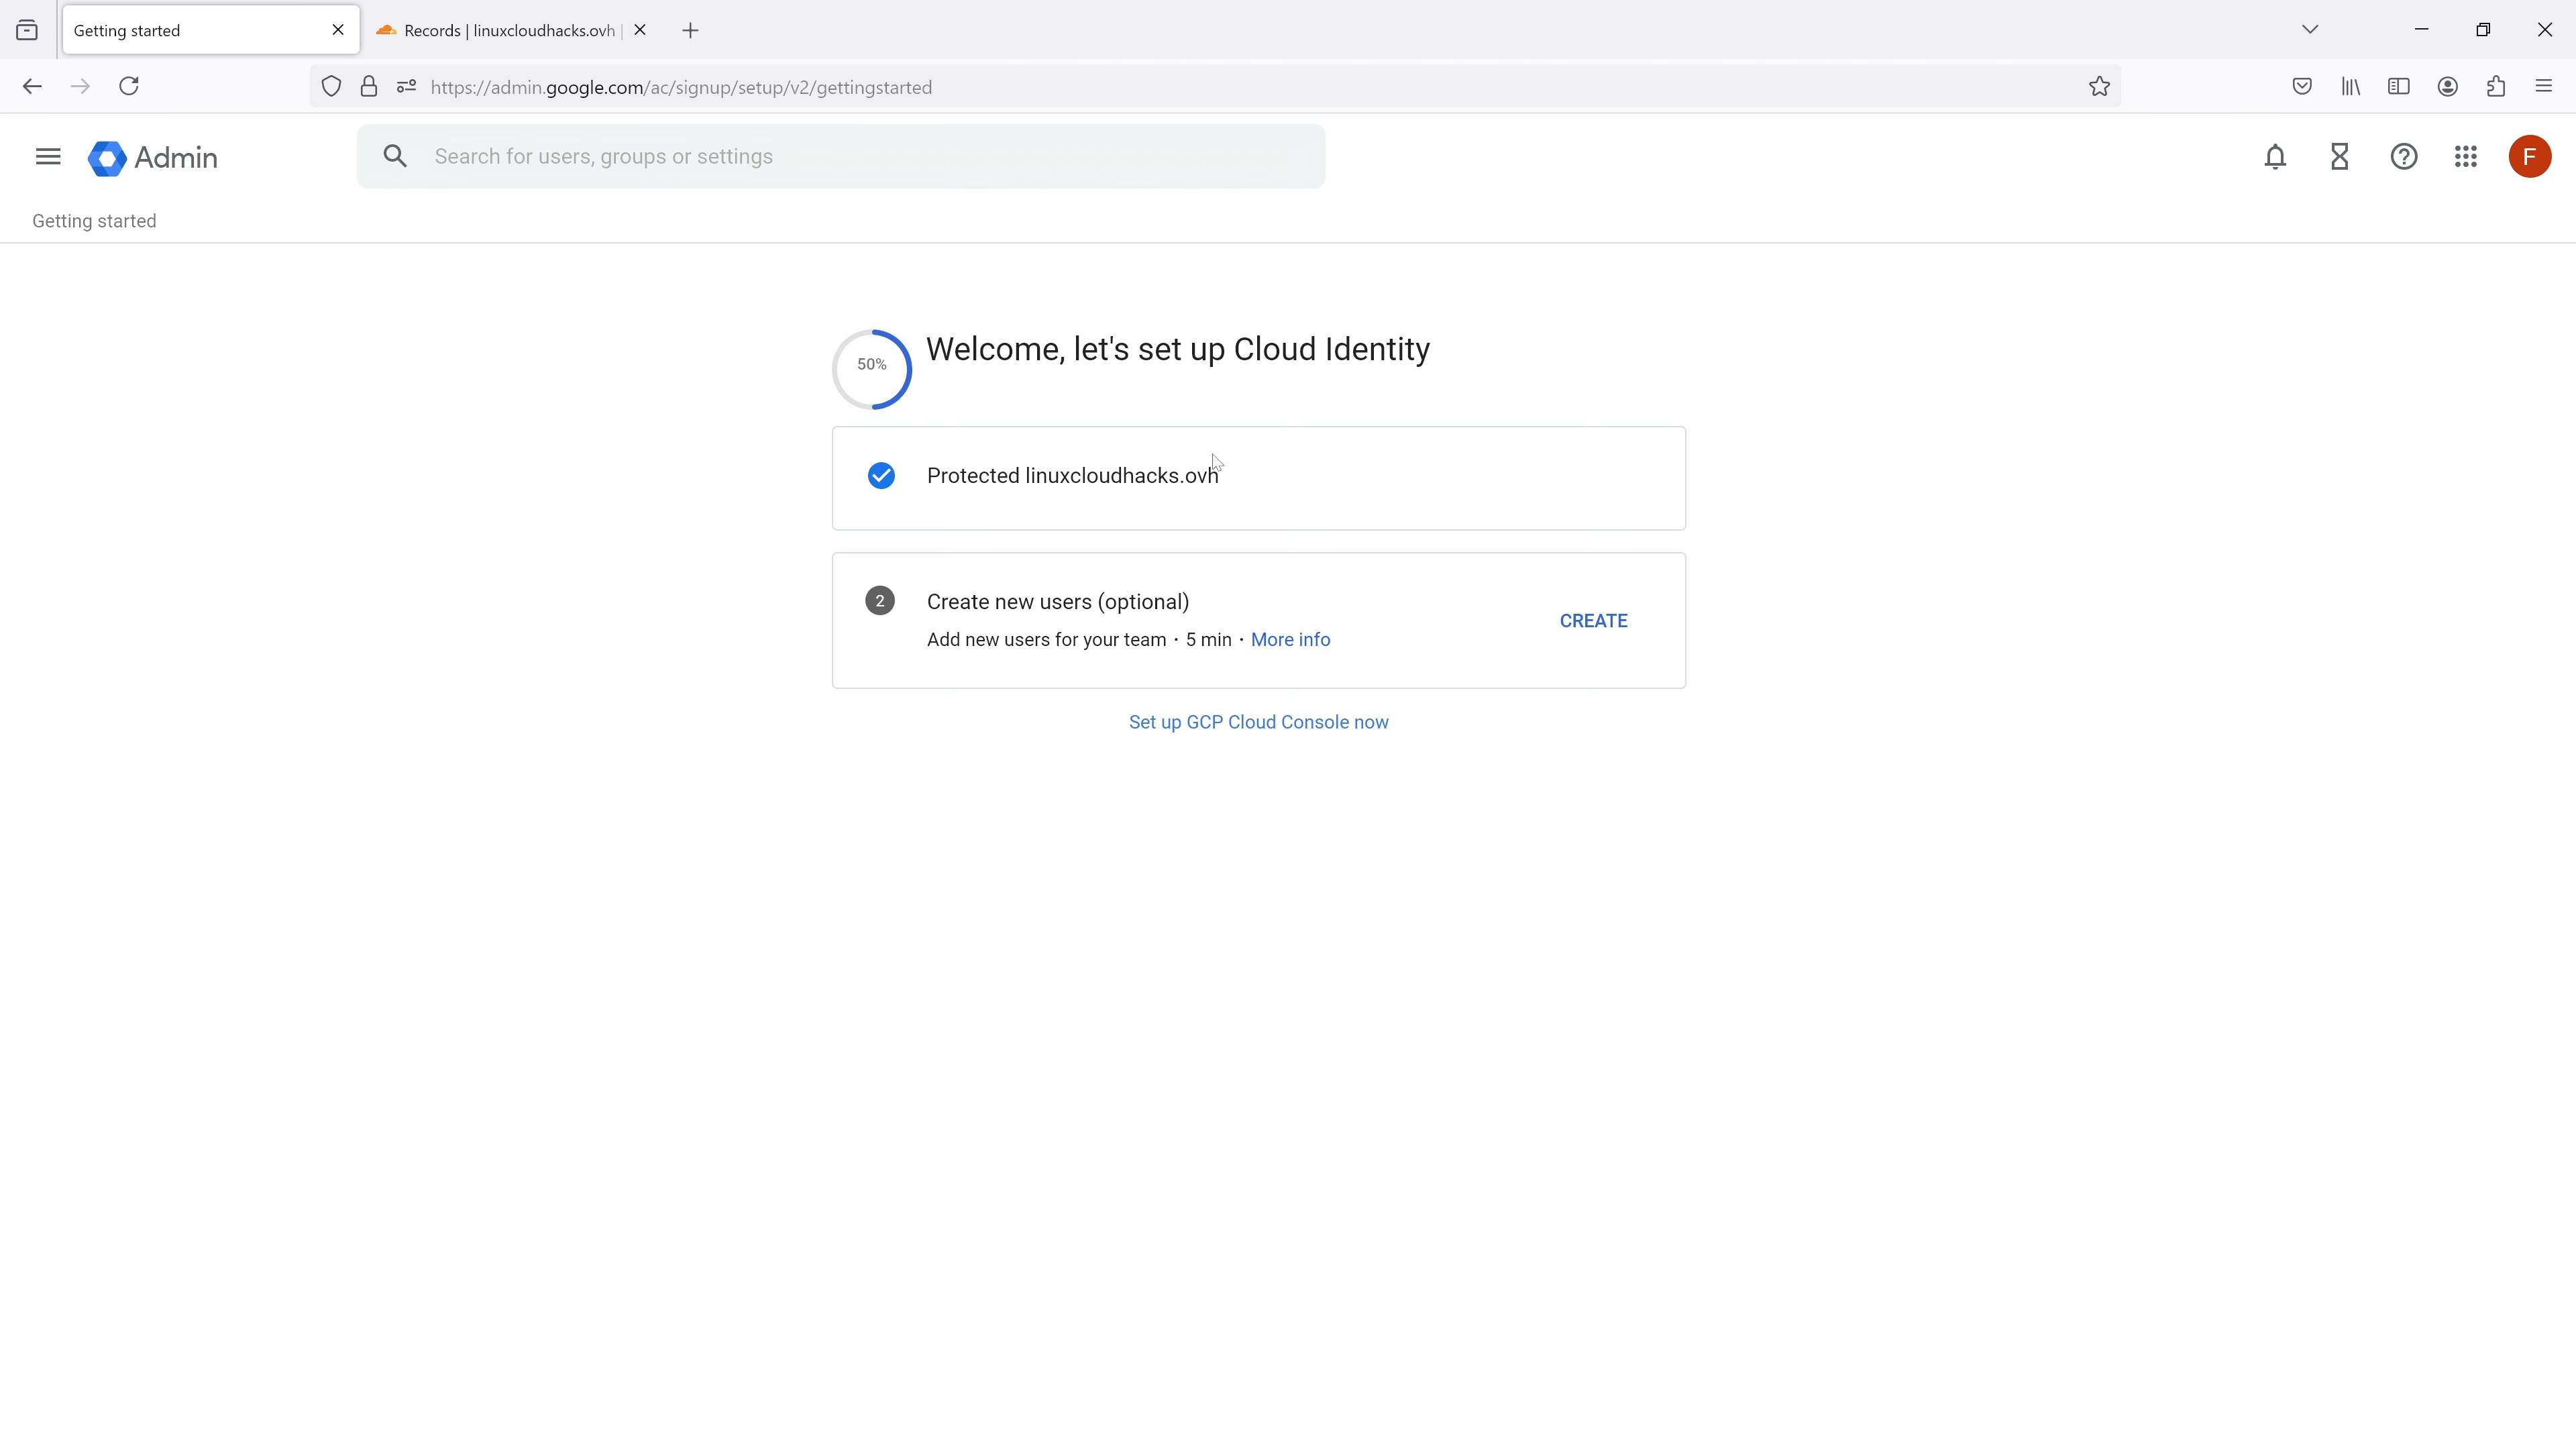 Getting started
Records | linuxcloudhacks.ovh |
https://admin.google.com/ac/signup/setup/v2/gettingstarted
Admin
Search for users, groups or settings
F
Getting started
50%
Welcome, let's set up Cloud Identity
Protected linuxcloudhacks.ovh
2
Create new users (optional)
Add new users for your team · 5 min · More info
CREATE
Set up GCP Cloud Console now